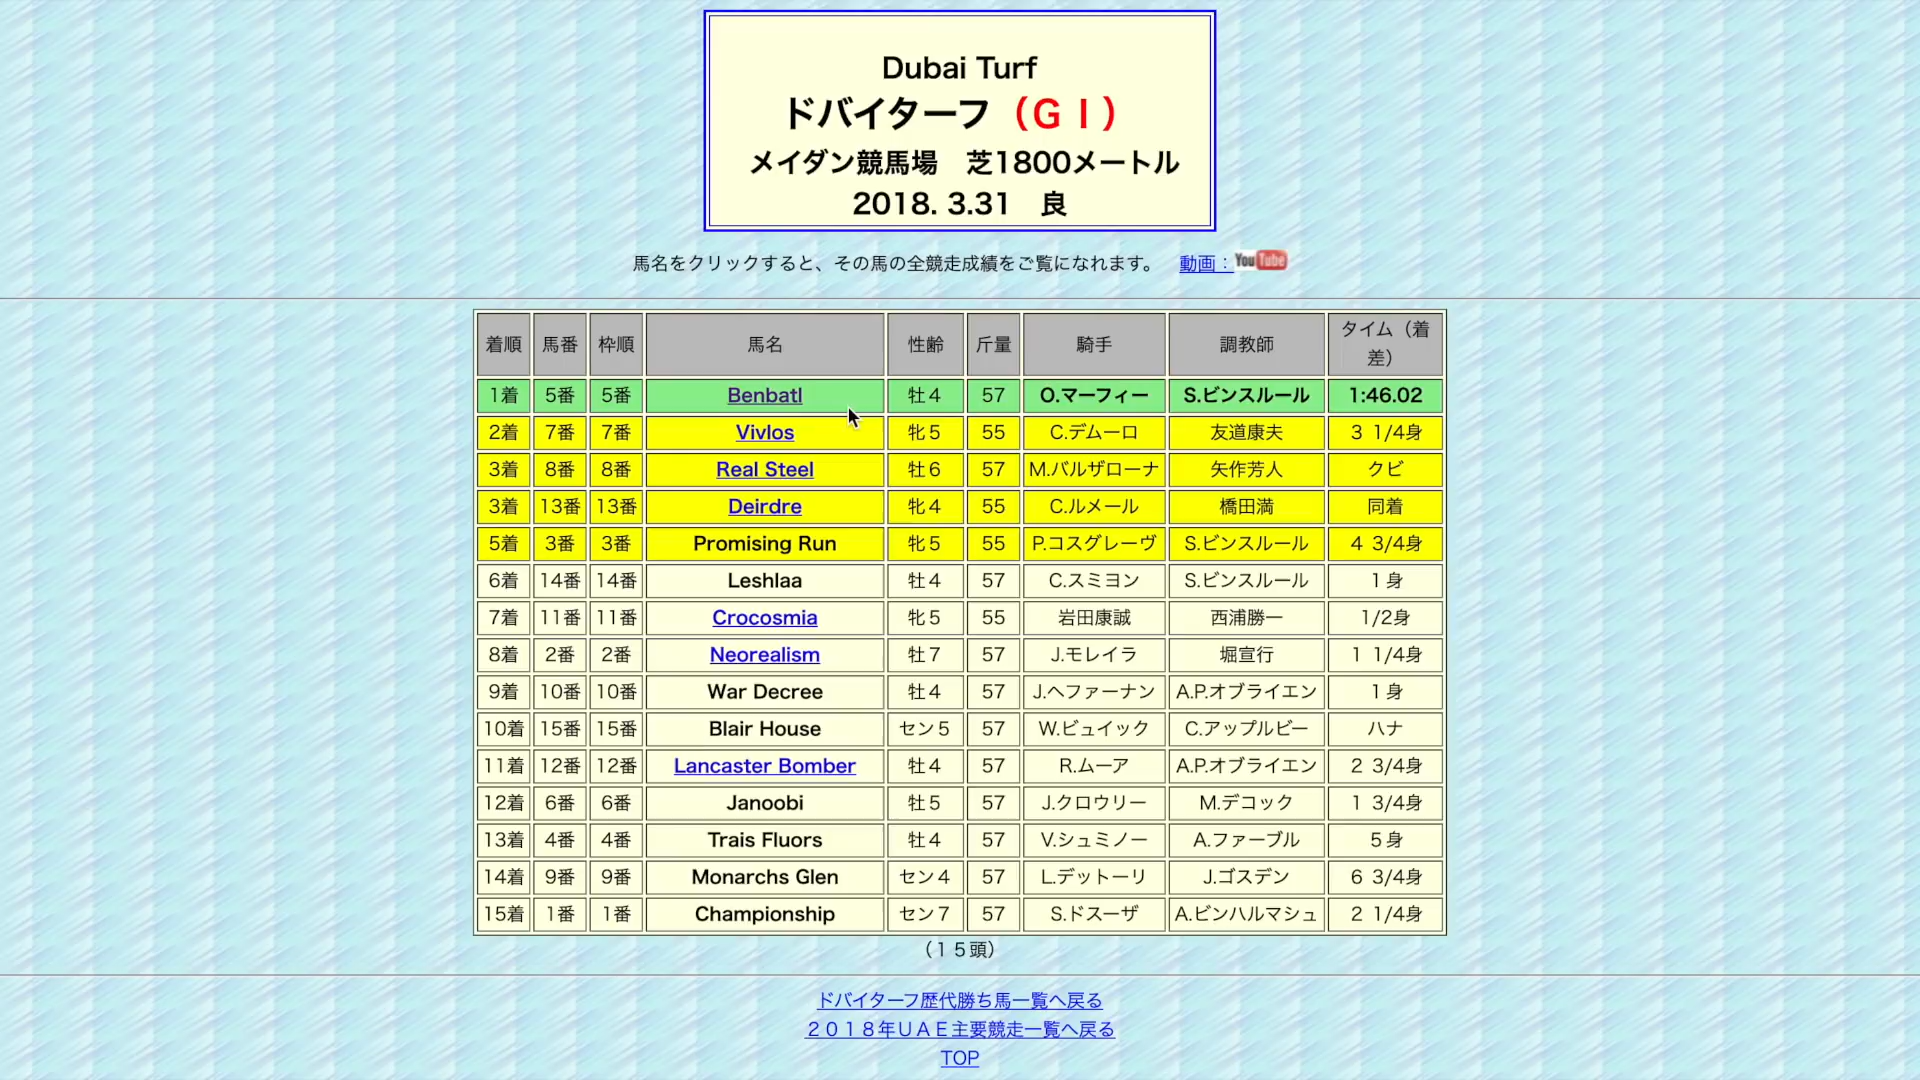 Dubai Turf
ドバイターフ（ＧⅠ）
メイダン競馬場　芝1800メートル
2018. 3.31　良
馬名をクリックすると、その馬の全競走成績をご覧になれます。　動画：YouTube
着順 馬番 枠順 馬名 性齢 斤量 騎手 調教師 タイム（着差）
1着 5番 5番 Benbatl 牡４ 57 O.マーフィー S.ビンスルール 1:46.02
2着 7番 7番 Vivlos 牝５ 55 C.デムーロ 友道康夫 ３ 1/4身
3着 8番 8番 Real Steel 牡６ 57 M.バルザローナ 矢作芳人 クビ
3着 13番 13番 Deirdre 牝４ 55 C.ルメール 橋田満 同着
5着 3番 3番 Promising Run 牝５ 55 P.コスグレーヴ S.ビンスルール ４ 3/4身
6着 14番 14番 Leshlaa 牡４ 57 C.スミヨン S.ビンスルール １身
7着 11番 11番 Crocosmia 牝５ 55 岩田康誠 西浦勝一 1/2身
8着 2番 2番 Neorealism 牡７ 57 J.モレイラ 堀宣行 １ 1/4身
9着 10番 10番 War Decree 牡４ 57 J.ヘファーナン A.P.オブライエン １身
10着 15番 15番 Blair House セン５ 57 W.ビュイック C.アップルビー ハナ
11着 12番 12番 Lancaster Bomber 牡４ 57 R.ムーア A.P.オブライエン ２ 3/4身
12着 6番 6番 Janoobi 牡５ 57 J.クロウリー M.デコック １ 3/4身
13着 4番 4番 Trais Fluors 牡４ 57 V.シュミノー A.ファーブル ５身
14着 9番 9番 Monarchs Glen セン４ 57 L.デットーリ J.ゴスデン ６ 3/4身
15着 1番 1番 Championship セン７ 57 S.ドスーザ A.ビンハルマシュ ２ 1/4身
（１５頭）
ドバイターフ歴代勝ち馬一覧へ戻る
２０１８年ＵＡＥ主要競走一覧へ戻る
TOP